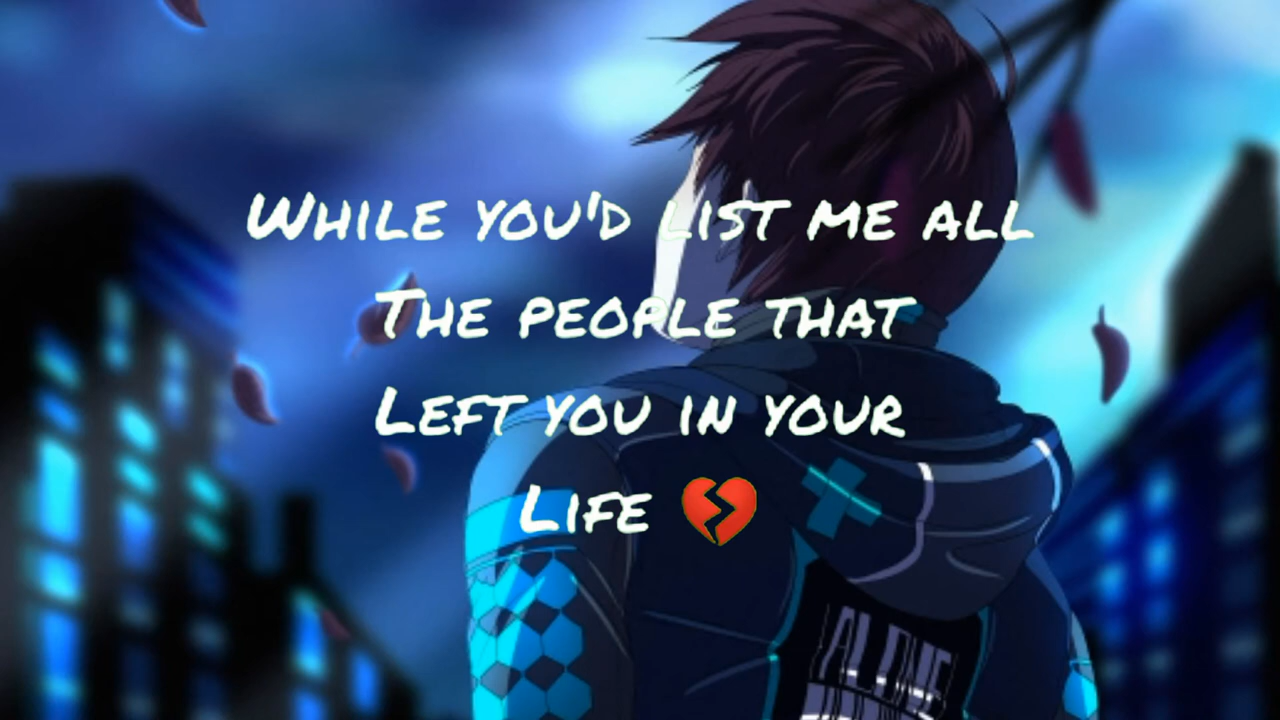 While you'd list me all
The people that
Left you in your
Life 💔
ALONE